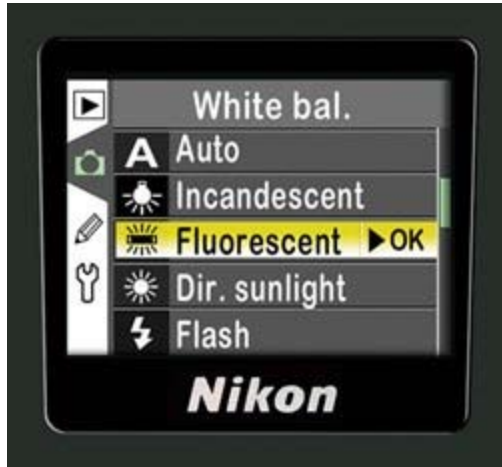 White bal.
A Auto
Incandescent
Fluorescent ▶OK
Dir. sunlight
Flash
Nikon